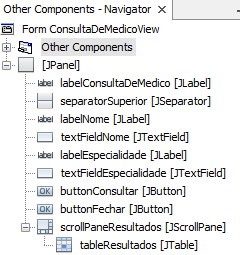 Other Components - Navigator
Form ConsultaDeMedicoView
Other Components
[JPanel]
label labelConsultaDeMedico [JLabel]
separatorSuperior [JSeparator]
label labelNome [JLabel]
textFieldNome [JTextField]
label labelEspecialidade [JLabel]
textFieldEspecialidade [JTextField]
OK buttonConsultar [JButton]
OK buttonFechar [JButton]
scrollPaneResultados [JScrollPane]
tableResultados [JTable]